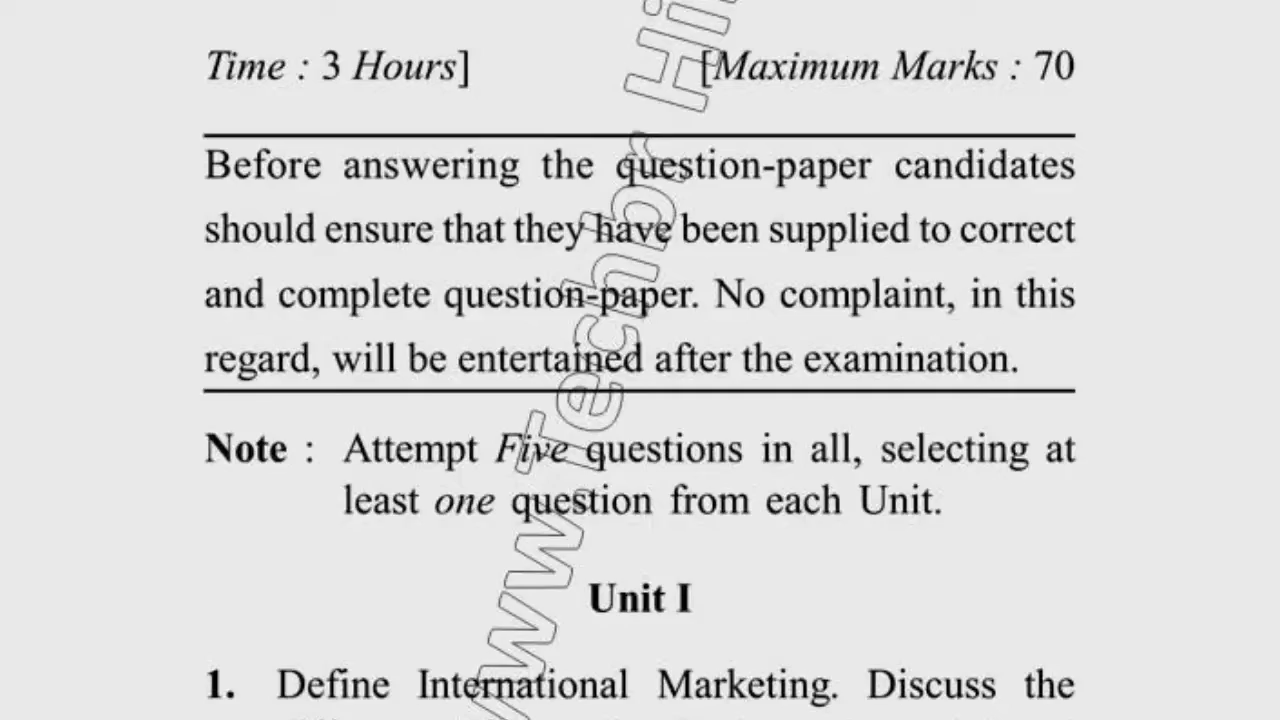 Time : 3 Hours] [Maximum Marks : 70
Before answering the question-paper candidates
should ensure that they have been supplied to correct
and complete question-paper. No complaint, in this
regard, will be entertained after the examination.
Note : Attempt Five questions in all, selecting at
least one question from each Unit.
Unit I
1. Define International Marketing. Discuss the
www.Techbr Hi